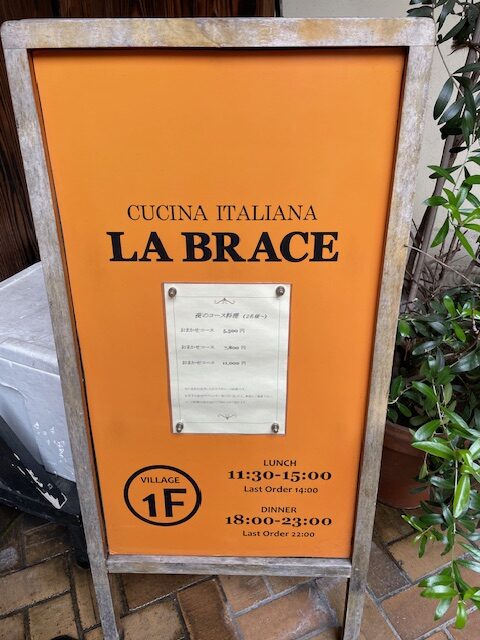 CUCINA ITALIANA
LA BRACE
夜のコース料理 (2名様～)
おまかせコース 5,500 円
おまかせコース 7,800 円
おまかせコース 11,000 円
VILLAGE
1F
LUNCH
11:30-15:00
Last Order 14:00
DINNER
18:00-23:00
Last Order 22:00